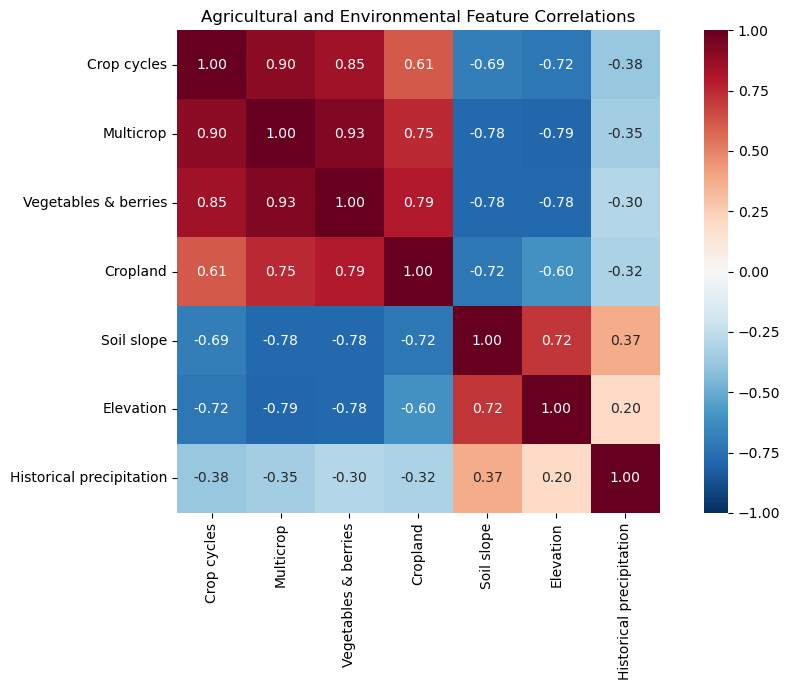 Agricultural and Environmental Feature Correlations
Crop cycles 1.00 0.90 0.85 0.61 -0.69 -0.72 -0.38
Multicrop 0.90 1.00 0.93 0.75 -0.78 -0.79 -0.35
Vegetables & berries 0.85 0.93 1.00 0.79 -0.78 -0.78 -0.30
Cropland 0.61 0.75 0.79 1.00 -0.72 -0.60 -0.32
Soil slope -0.69 -0.78 -0.78 -0.72 1.00 0.72 0.37
Elevation -0.72 -0.79 -0.78 -0.60 0.72 1.00 0.20
Historical precipitation -0.38 -0.35 -0.30 -0.32 0.37 0.20 1.00
Crop cycles
Multicrop
Vegetables & berries
Cropland
Soil slope
Elevation
Historical precipitation
1.00
0.75
0.50
0.25
0.00
−0.25
−0.50
−0.75
−1.00